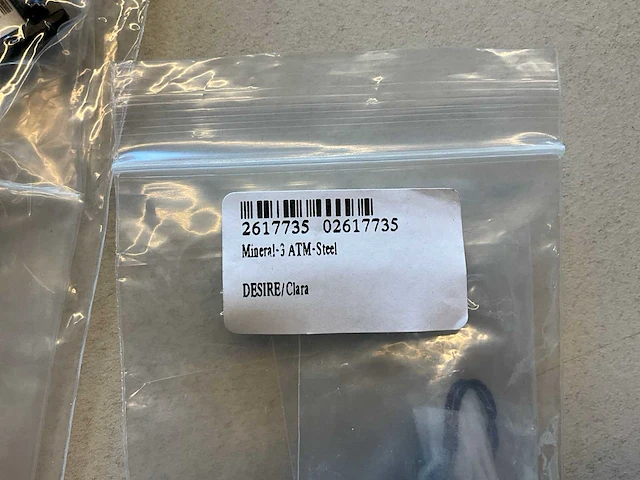 2617735 02617735
Mineral-3 ATM-Steel
DESIRE/Clara